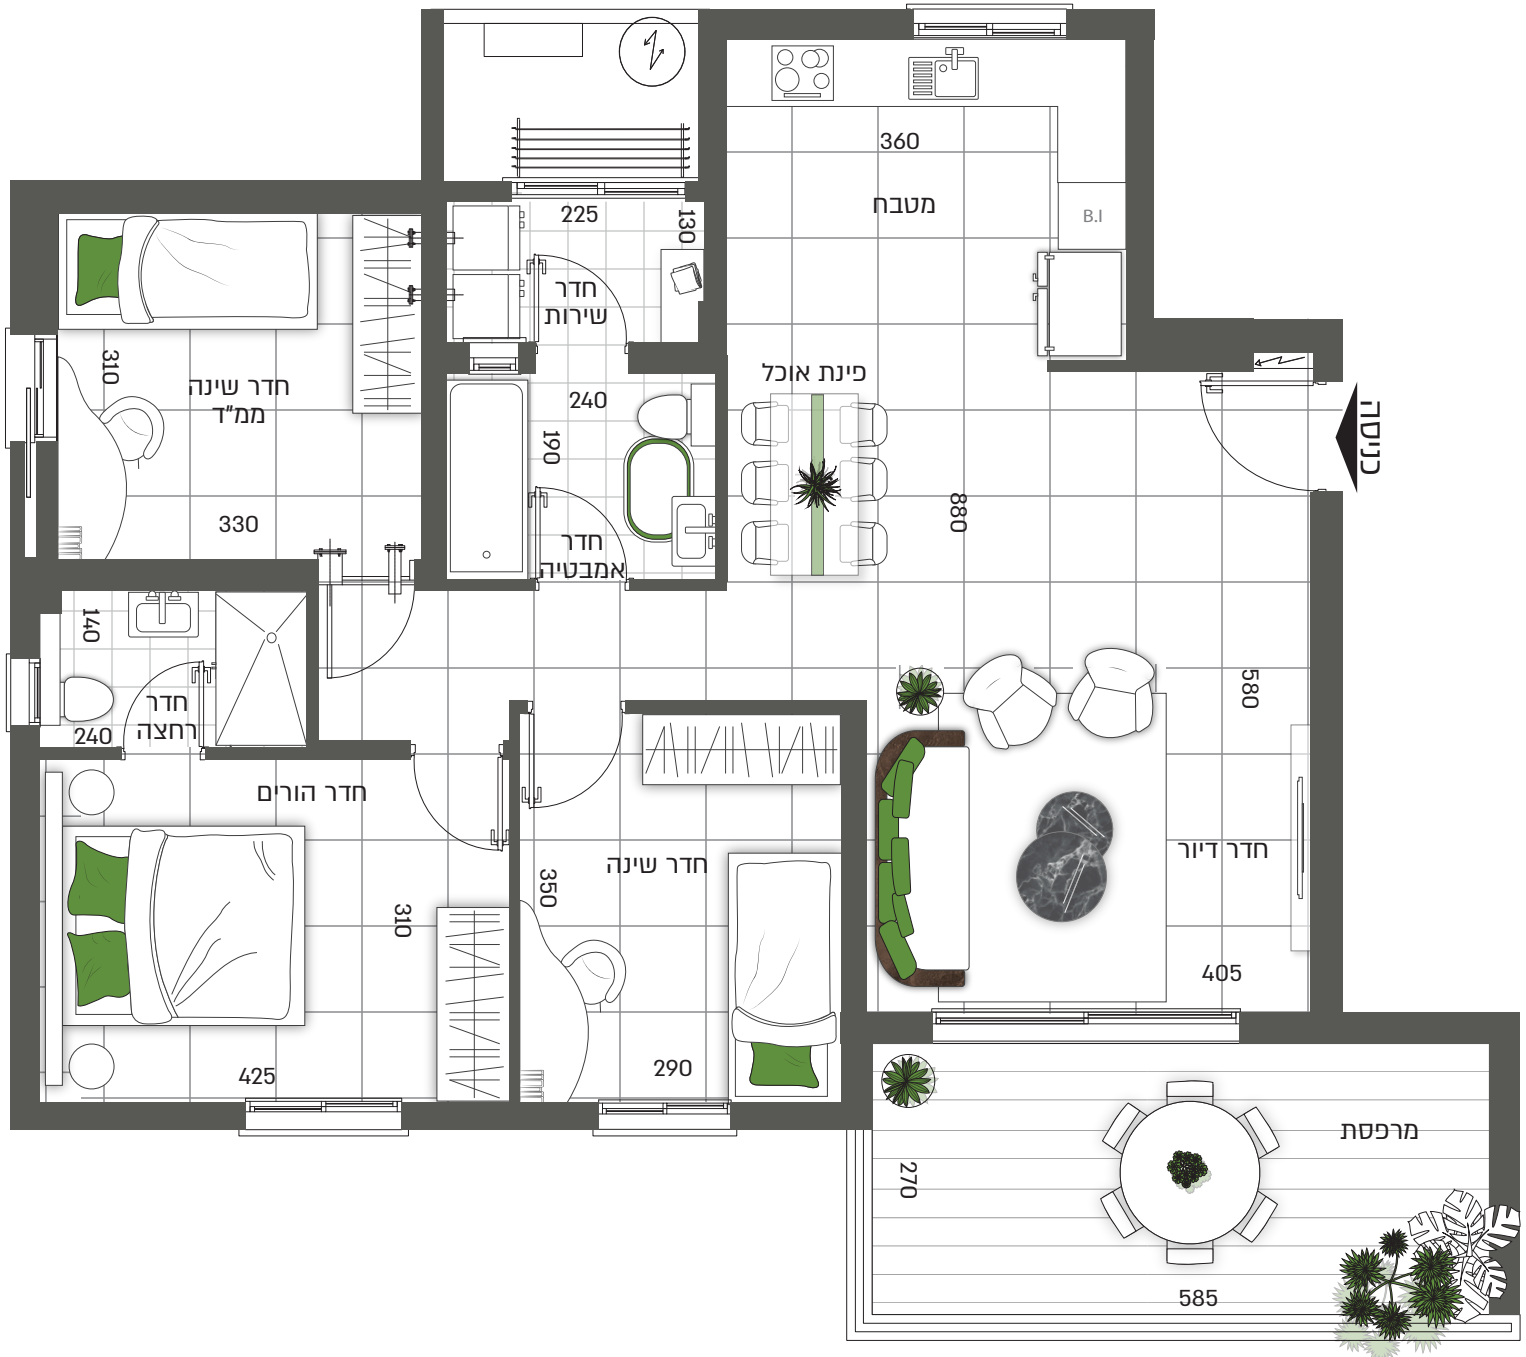 360
מטבח
B.I
225
130
חדר
שירות
310
חדר שינה
ממ"ד
330
פינת אוכל
240
190
חדר
אמבטיה
כניסה
880
140
חדר
רחצה
240
580
חדר הורים
310
425
חדר שינה
350
290
חדר דיור
405
מרפסת
270
585